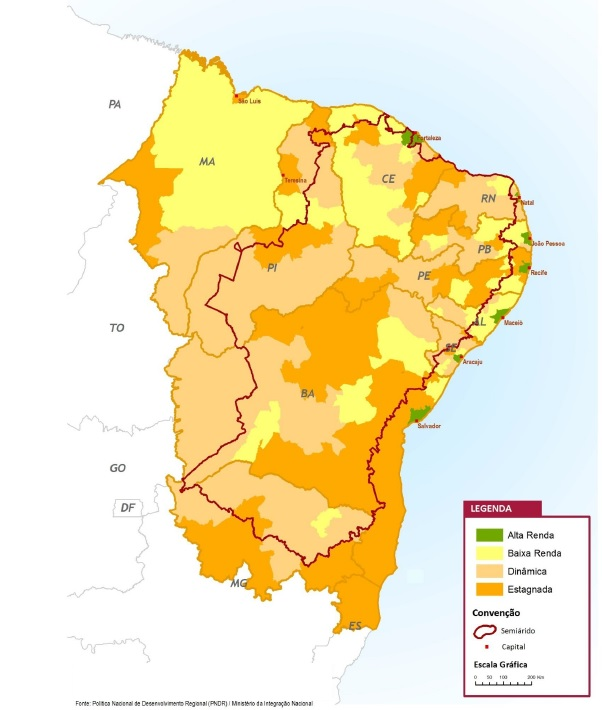 São Luis
PA
Fortaleza
MA
CE
Teresina
RN
Natal
João Pessoa
PB
PI
PE
Recife
TO
AL
Maceió
SE
Aracaju
BA
Salvador
GO
DF
MG
ES
LEGENDA
Alta Renda
Baixa Renda
Dinâmica
Estagnada
Convenção
Semiárido
Capital
Escala Gráfica
0 50 100 200 Km
Fonte: Política Nacional de Desenvolvimento Regional (PNDR) / Ministério da Integração Nacional